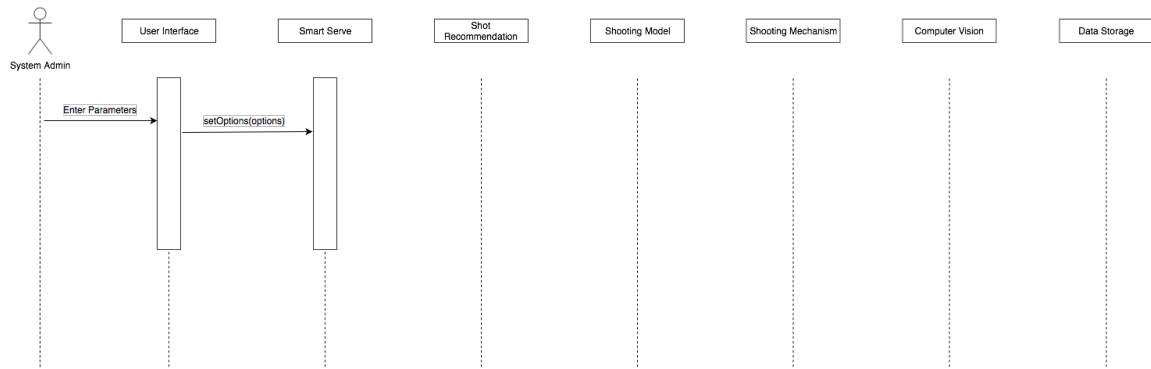 User Interface
Smart Serve
Shot
Recommendation
Shooting Model
Shooting Mechanism
Computer Vision
Data Storage
System Admin
Enter Parameters
setOptions(options)